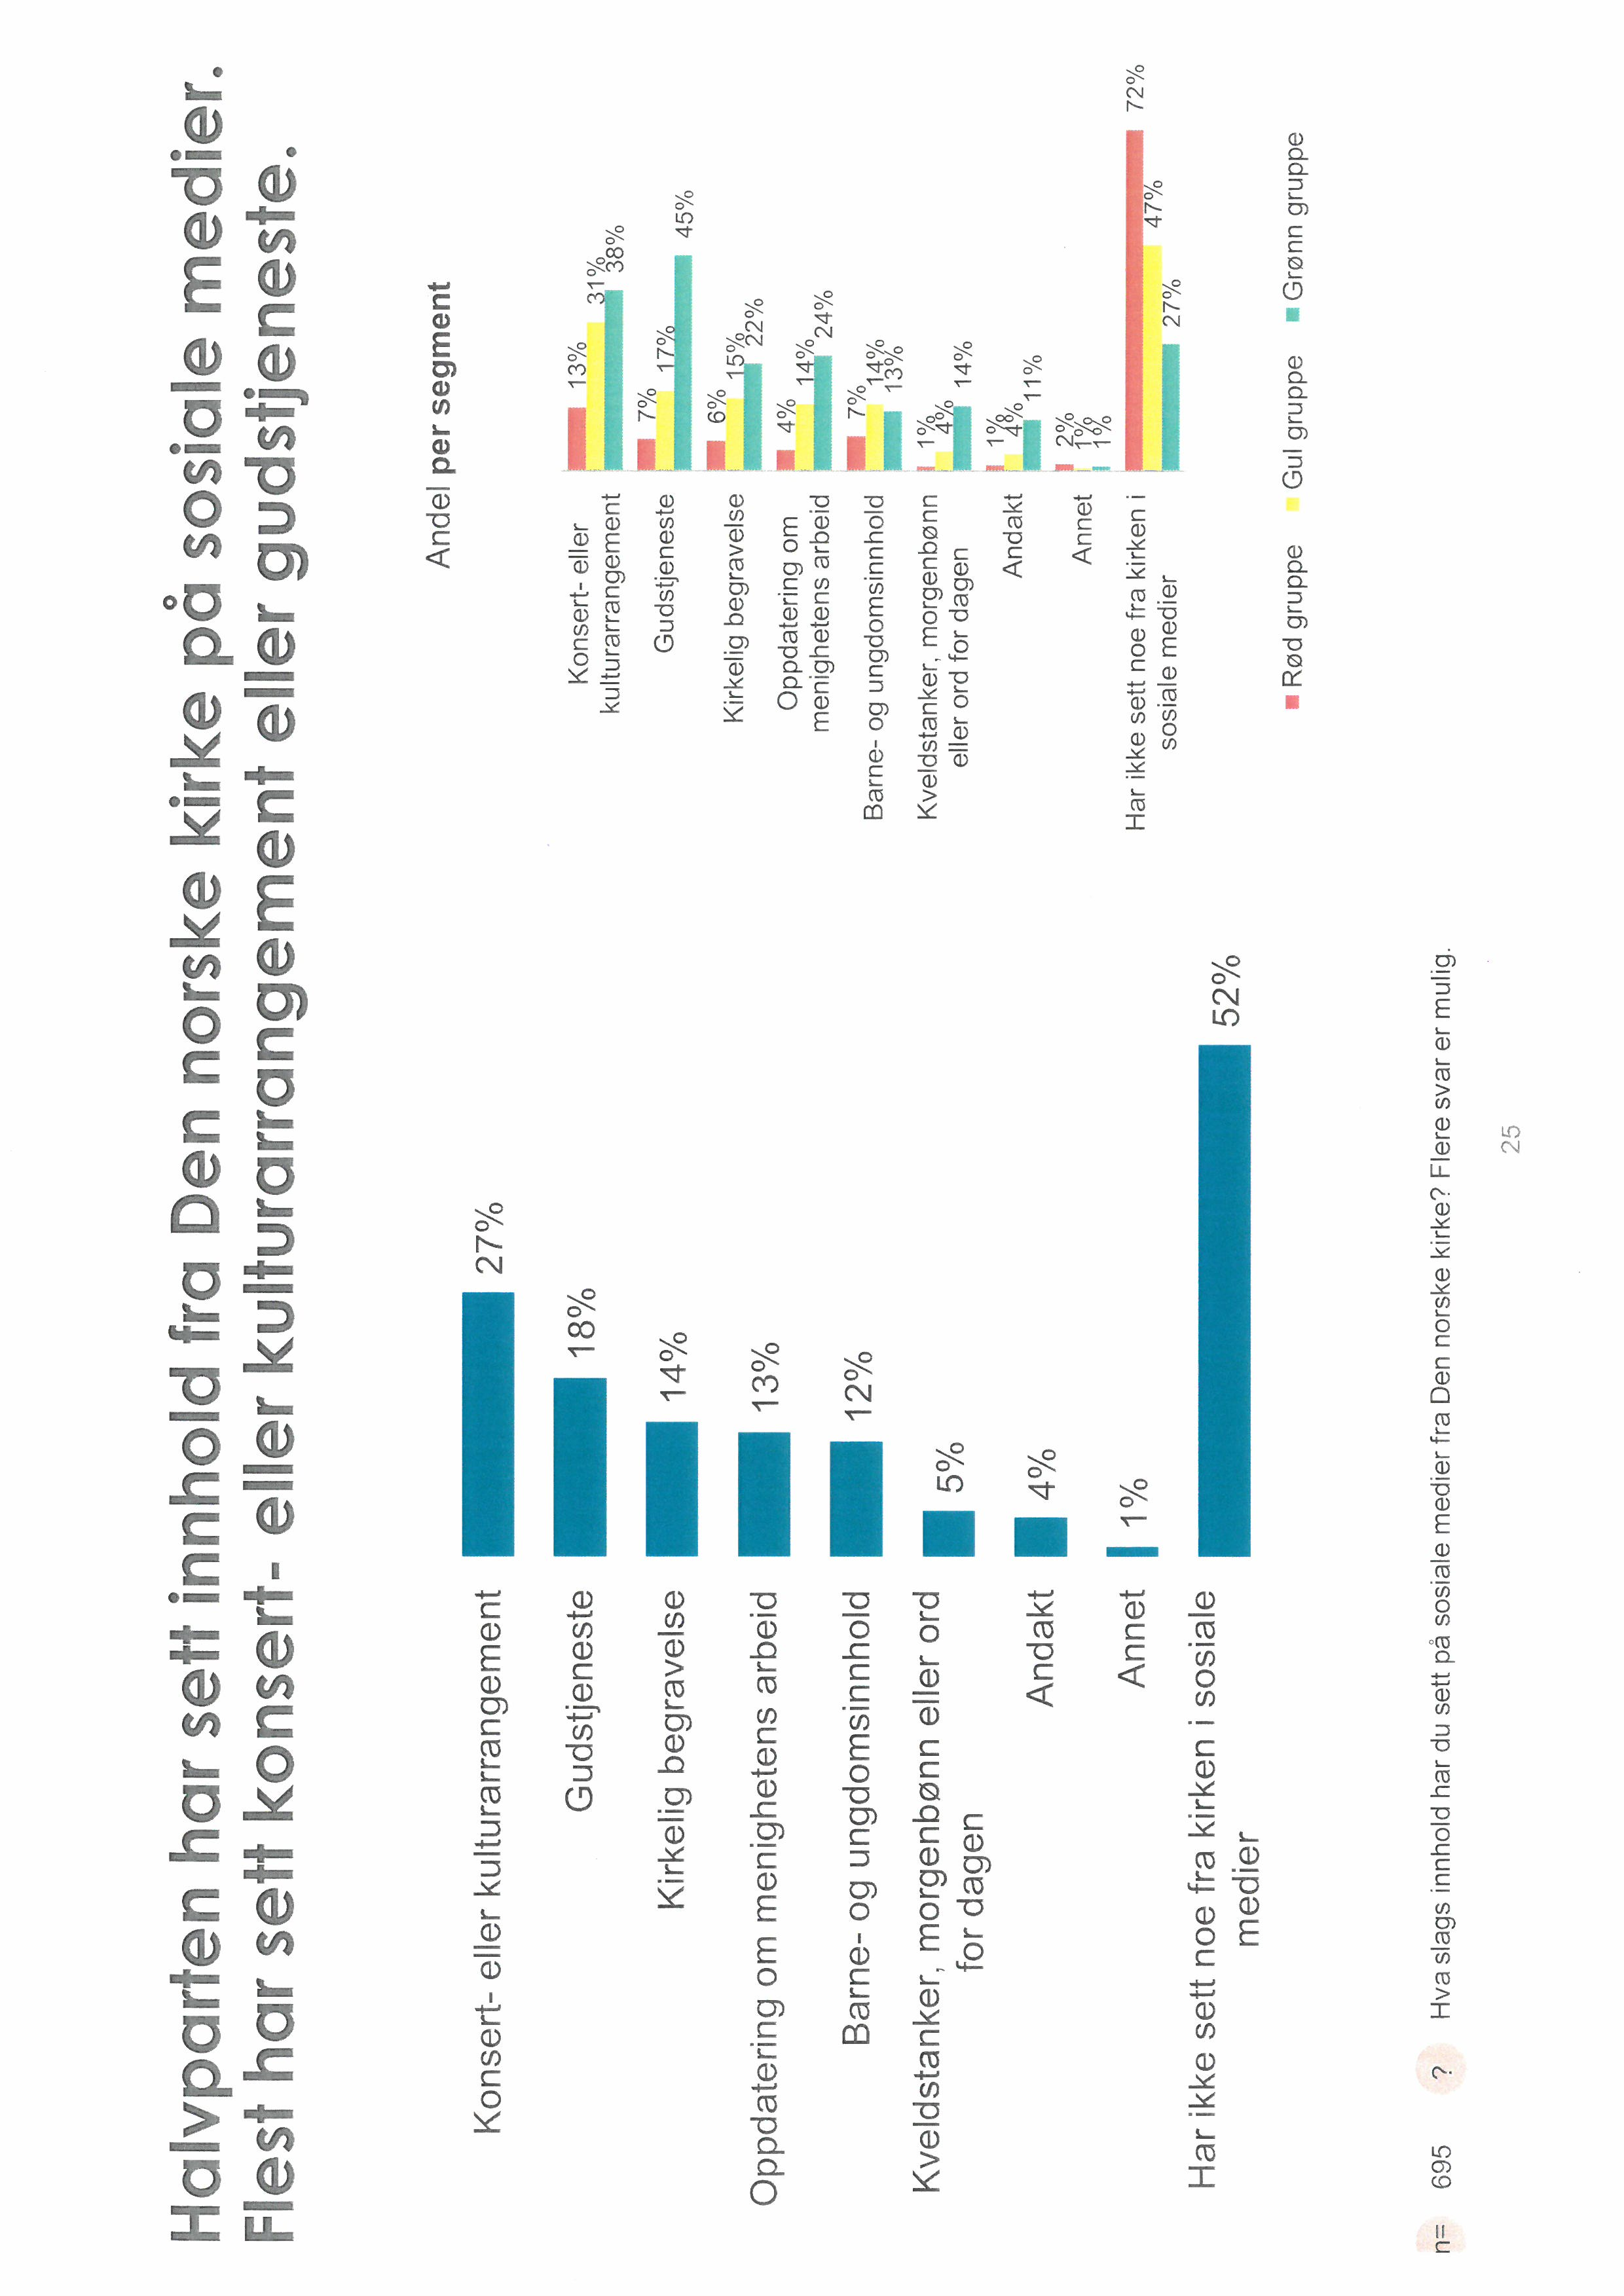 Halvparten har sett innhold fra Den norske kirke på sosiale medier.
Flest har sett konsert- eller kulturarrangement eller gudstjeneste.
Konsert- eller kulturarrangement 27%
Gudstjeneste 18%
Kirkelig begravelse 14%
Oppdatering om menighetens arbeid 13%
Barne- og ungdomsinnhold 12%
Kveldstanker, morgenbønn eller ord
for dagen 5%
Andakt 4%
Annet 1%
Har ikke sett noe fra kirken i sosiale
medier 52%
Andel per segment
Konsert- eller
kulturarrangement
13%
31%
38%
Gudstjeneste
7%
17%
45%
Kirkelig begravelse
6%
15%
22%
Oppdatering om
menighetens arbeid
4%
14%
24%
Barne- og ungdomsinnhold
7%
14%
13%
Kveldstanker, morgenbønn
eller ord for dagen
1%
4%
14%
Andakt
1%
4%
11%
Annet
2%
1%
1%
Har ikke sett noe fra kirken i
sosiale medier
72%
47%
27%
Rød gruppe Gul gruppe Grønn gruppe
n= 695 ? Hva slags innhold har du sett på sosiale medier fra Den norske kirke? Flere svar er mulig.
25